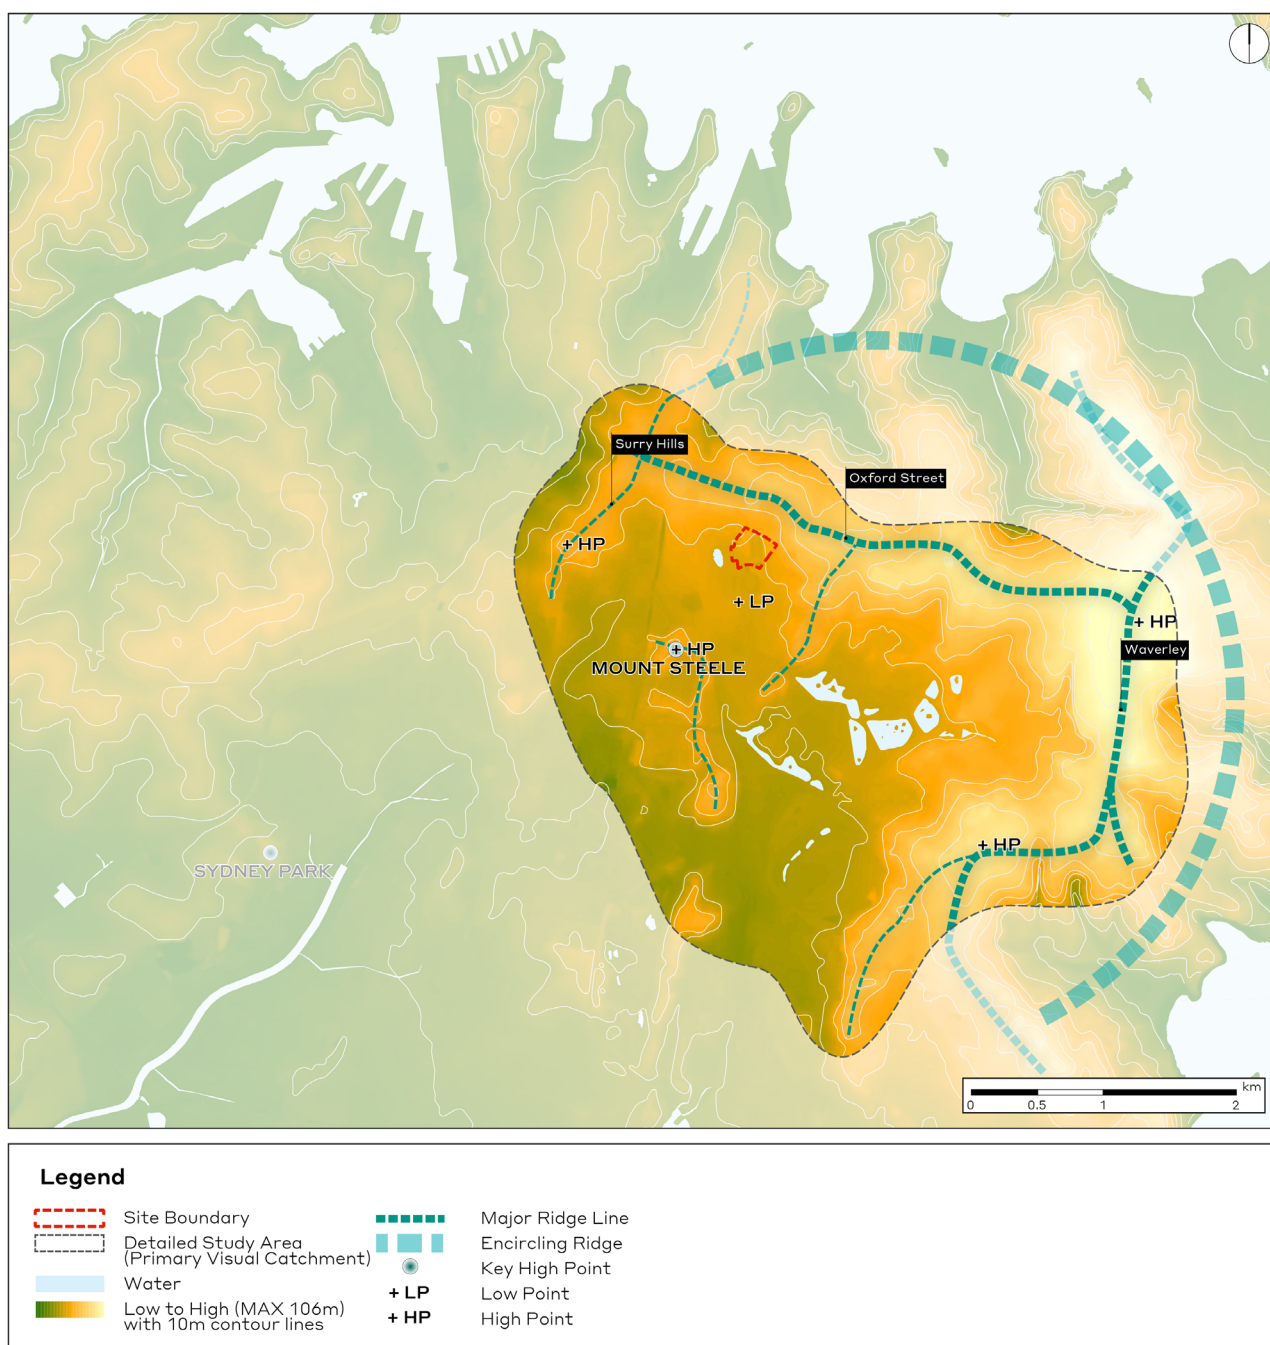 Surry Hills
Oxford Street
+ HP
+ LP
+ HP
Waverley
+ HP
MOUNT STEELE
+ HP
SYDNEY PARK
km
0 0.5 1 2
Legend
Site Boundary
Detailed Study Area
(Primary Visual Catchment)
Water
Low to High (MAX 106m)
with 10m contour lines
Major Ridge Line
Encircling Ridge
Key High Point
+ LP Low Point
+ HP High Point